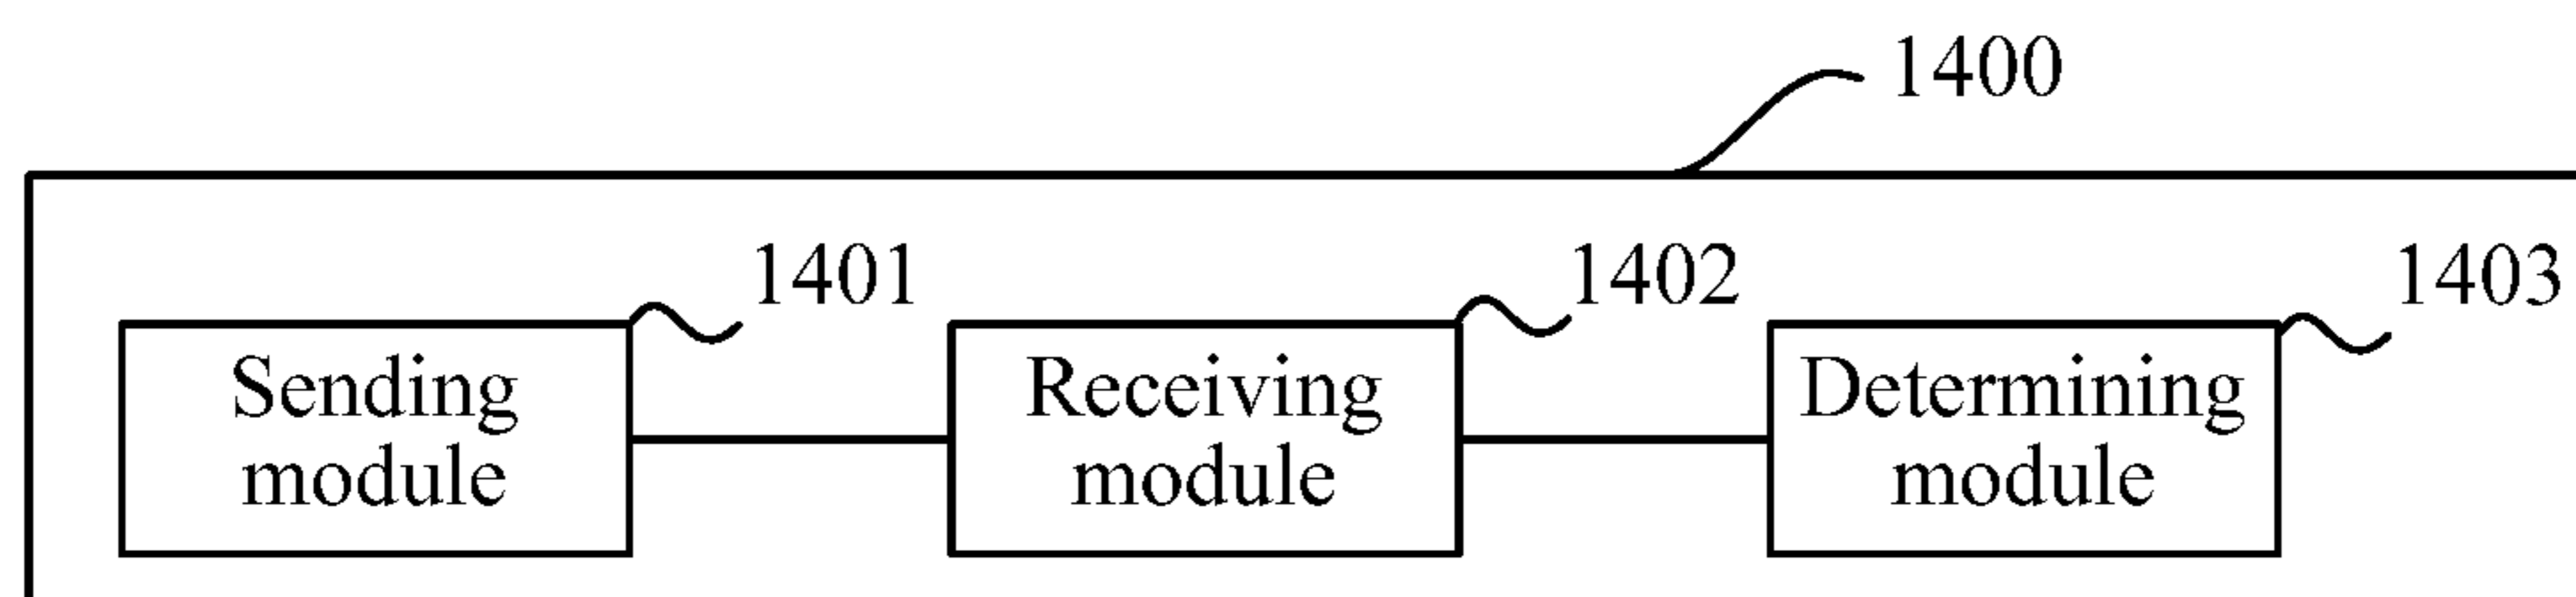 1400
1401
1402
1403
Sending
module
Receiving
module
Determining
module